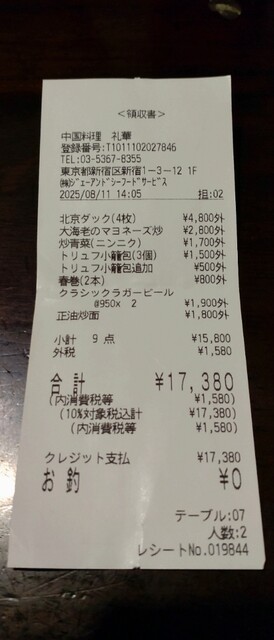 ＜領収書＞
中国料理 礼華
登録番号:T1011102027846
TEL:03-5367-8355
東京都新宿区新宿1-3-12 1F
㈱ｼﾞｪｰｱﾝﾄﾞｼｰﾌｰﾄﾞｻｰﾋﾞｽ
2025/08/11 14:05 担:02
北京ダック(4枚) ¥4,800外
大海老のマヨネーズ炒 ¥2,800外
炒青菜(ニンニク) ¥1,700外
トリュフ小籠包(3個) ¥1,500外
トリュフ小籠包追加 ¥500外
春巻(2本) ¥800外
クラシックラガービール
@950x 2 ¥1,900外
正油炒面 ¥1,800外
小計 9 点 ¥15,800
外税 ¥1,580
合計 ¥17,380
(内消費税等 ¥1,580)
(10%対象税込計 ¥17,380)
(内消費税等 ¥1,580)
クレジット支払 ¥17,380
お釣 ¥0
テーブル:07
人数:2
レシートNo.019844